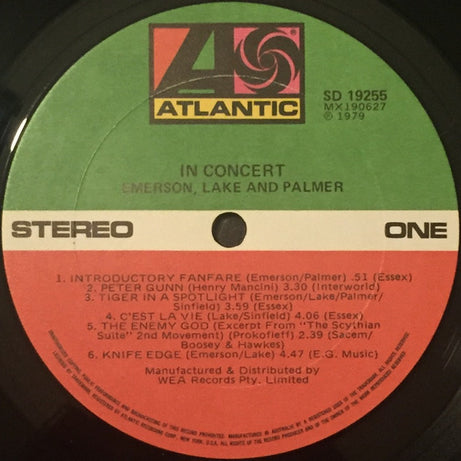 ATLANTIC
SD 19255
MX190627
℗ 1979
IN CONCERT
EMERSON, LAKE AND PALMER
STEREO
ONE
1. INTRODUCTORY FANFARE (Emerson/Palmer) .51 (Essex)
2. PETER GUNN (Henry Mancini) 3.30 (Interworld)
3. TIGER IN A SPOTLIGHT (Emerson/Lake/Palmer/
Sinfield) 3.59 (Essex)
4. C'EST LA VIE (Lake/Sinfield) 4.06 (Essex)
5. THE ENEMY GOD (Excerpt From "The Scythian
Suite" 2nd Movement) (Prokofieff) 2.39 (Sacem/
Boosey & Hawkes)
6. KNIFE EDGE (Emerson/Lake) 4.47 (E.G. Music)
Manufactured & Distributed by
WEA Records Pty. Limited